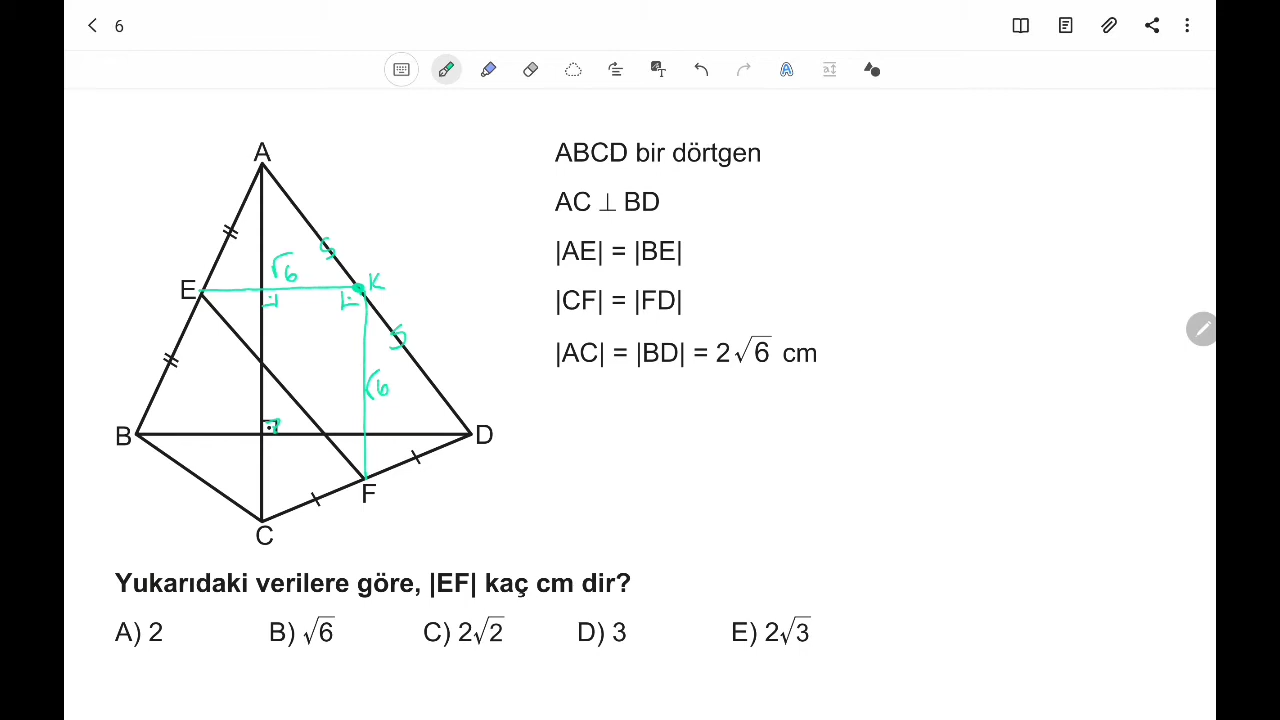 6
A
ABCD bir dörtgen
AC ⊥ BD
S
|AE| = |BE|
√6
E
K
|CF| = |FD|
S
|AC| = |BD| = 2√6 cm
√6
B
D
F
C
Yukarıdaki verilere göre, |EF| kaç cm dir?
A) 2 B) √6 C) 2√2 D) 3 E) 2√3